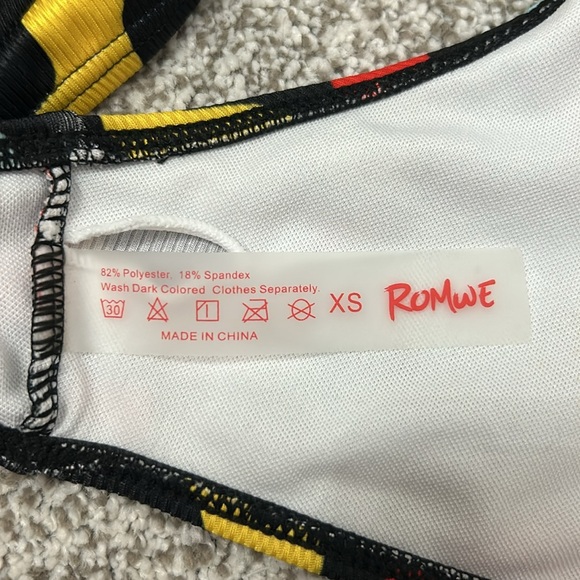 82% Polyester. 18% Spandex
Wash Dark Colored Clothes Separately.
30 XS ROMWE
MADE IN CHINA